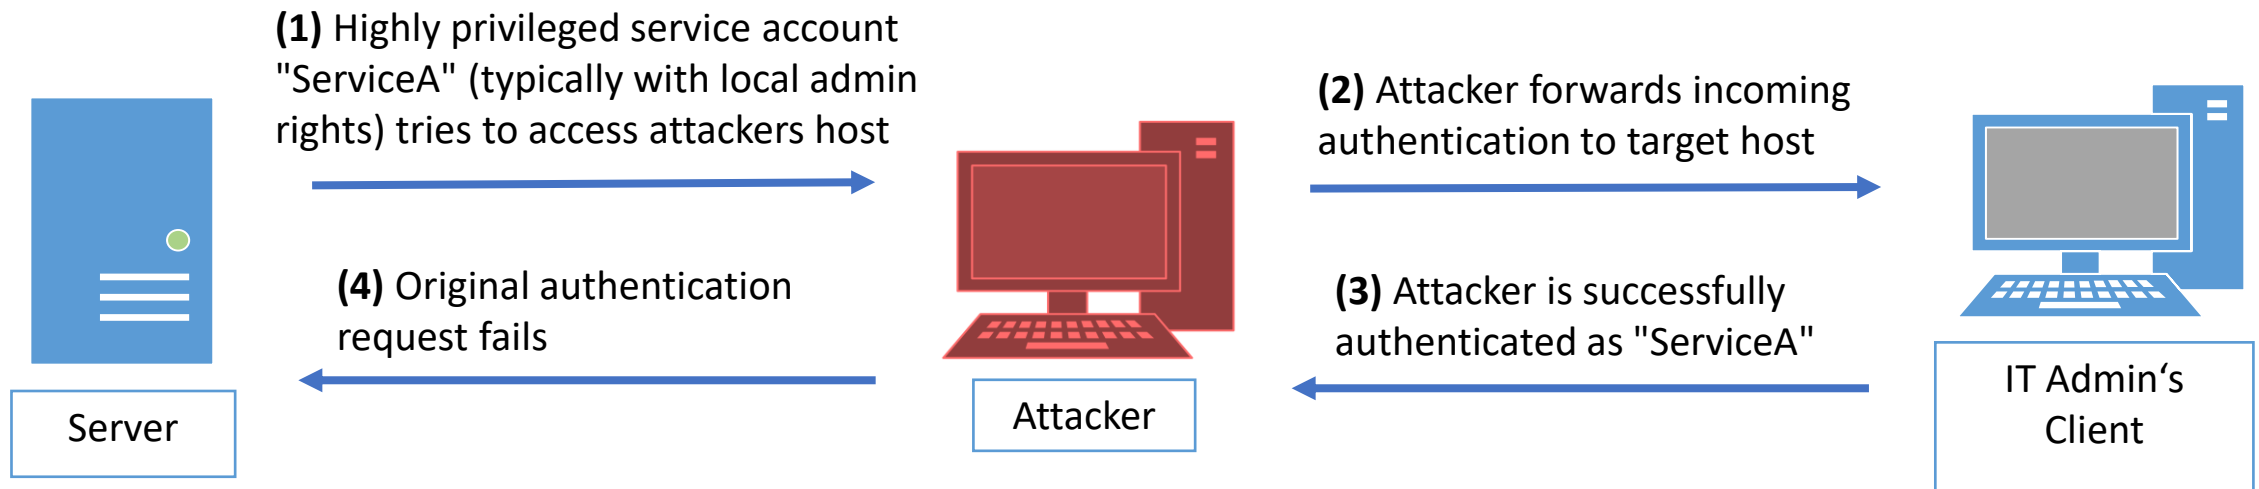 (1) Highly privileged service account
"ServiceA" (typically with local admin
rights) tries to access attackers host
(2) Attacker forwards incoming
authentication to target host
(4) Original authentication
request fails
(3) Attacker is successfully
authenticated as "ServiceA"
Server
Attacker
IT Admin‘s
Client